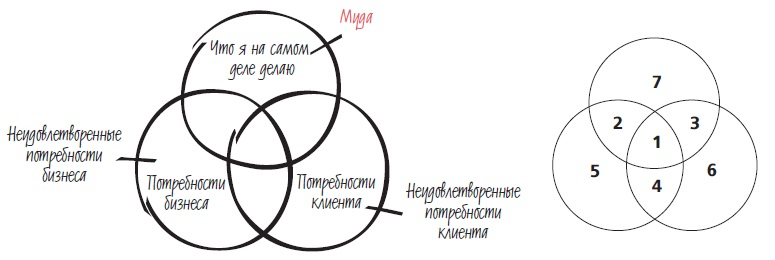 Муда
Что я на самом
деле делаю
Неудовлетворенные
потребности
бизнеса
Потребности
бизнеса
Потребности
клиента
Неудовлетворенные
потребности
клиента
7
2
3
1
5
6
4